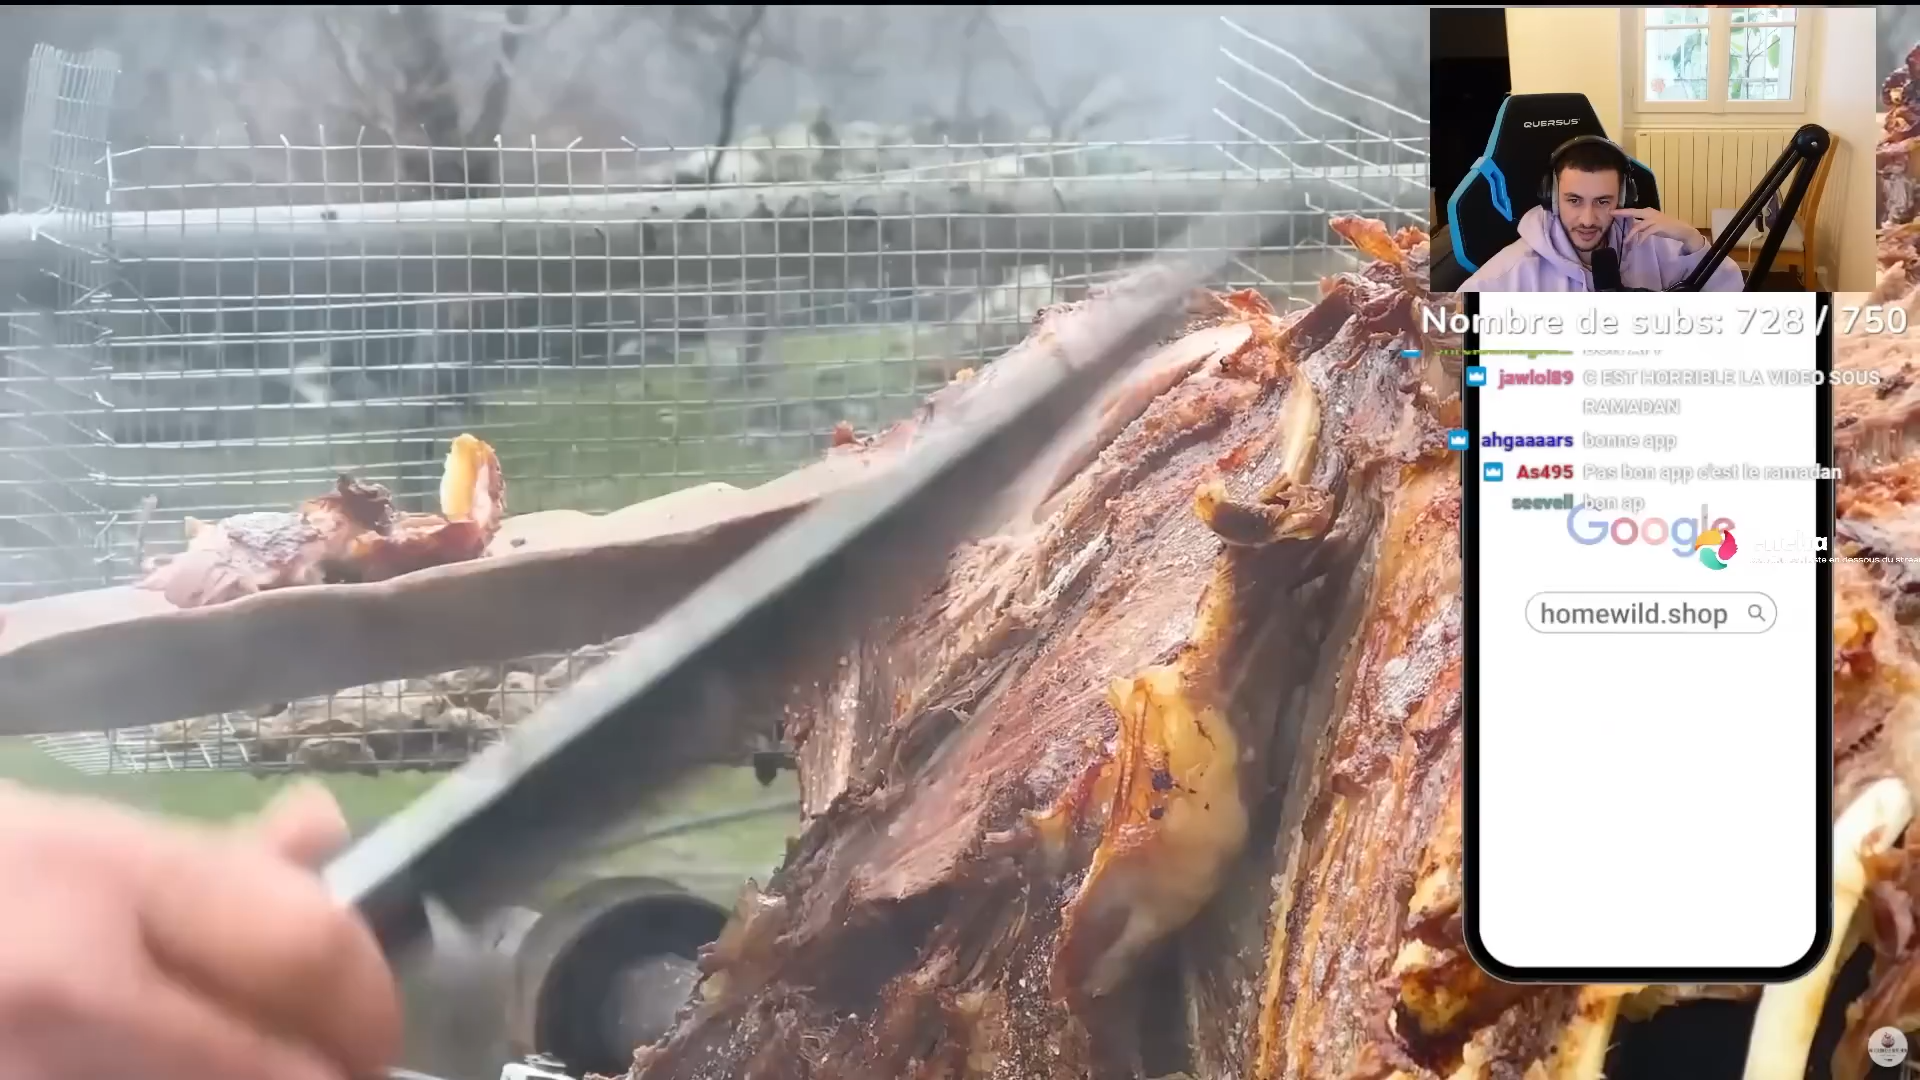 QUERSUS
Nombre de subs: 728 / 750
jawlol89 C EST HORRIBLE LA VIDEO SOUS
RAMADAN
ahgaaaars bonne app
As495 Pas bon app c'est le ramadan
seevell bon ap
Google
homewild.shop